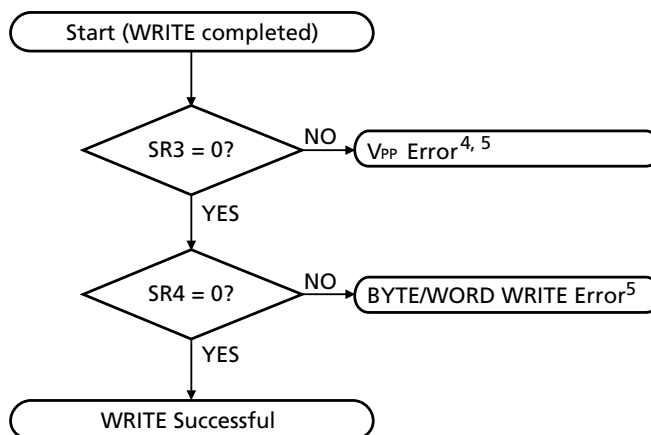 Start (WRITE completed)
SR3 = 0?
NO
VPP Error4, 5
YES
SR4 = 0?
NO
BYTE/WORD WRITE Error5
YES
WRITE Successful